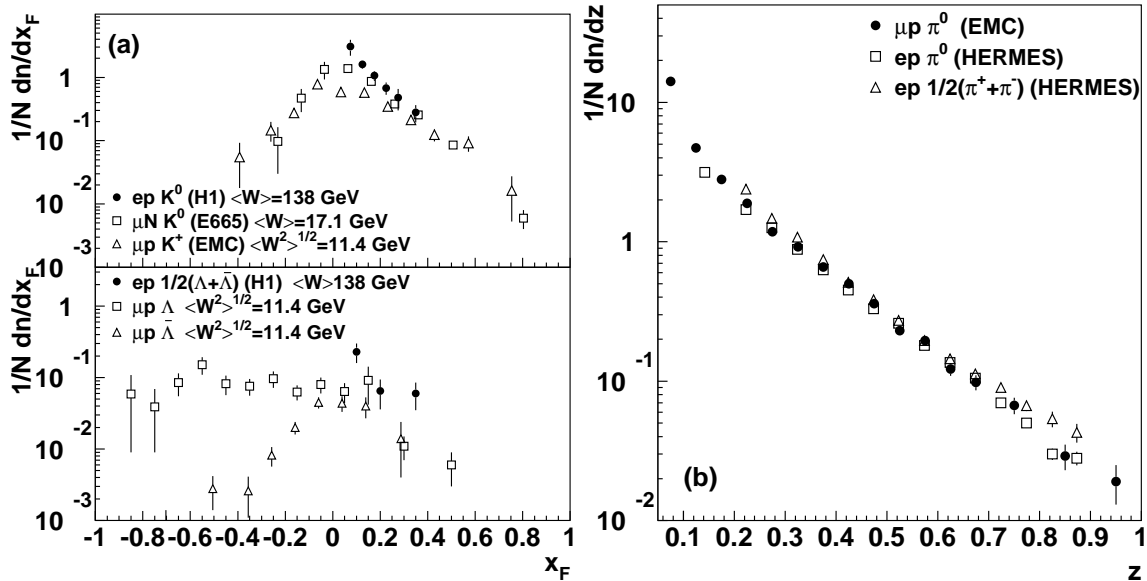 (a)
1/N dn/dx_F
1
10^-1
10^-2
10^-3
ep K^0 (H1) <W>=138 GeV
μN K^0 (E665) <W>=17.1 GeV
μp K^+ (EMC) <W^2>^1/2=11.4 GeV
1/N dn/dx_F
1
10^-1
10^-2
10^-3
ep 1/2(Λ+Λ̄) (H1) <W>138 GeV
μp Λ <W^2>^1/2=11.4 GeV
μp Λ̄ <W^2>^1/2=11.4 GeV
-1 -0.8 -0.6 -0.4 -0.2 0 0.2 0.4 0.6 0.8 1
x_F
1/N dn/dz
10
1
10^-1
10^-2
μp π^0 (EMC)
ep π^0 (HERMES)
ep 1/2(π^++π^-) (HERMES)
(b)
0.1 0.2 0.3 0.4 0.5 0.6 0.7 0.8 0.9 1
z